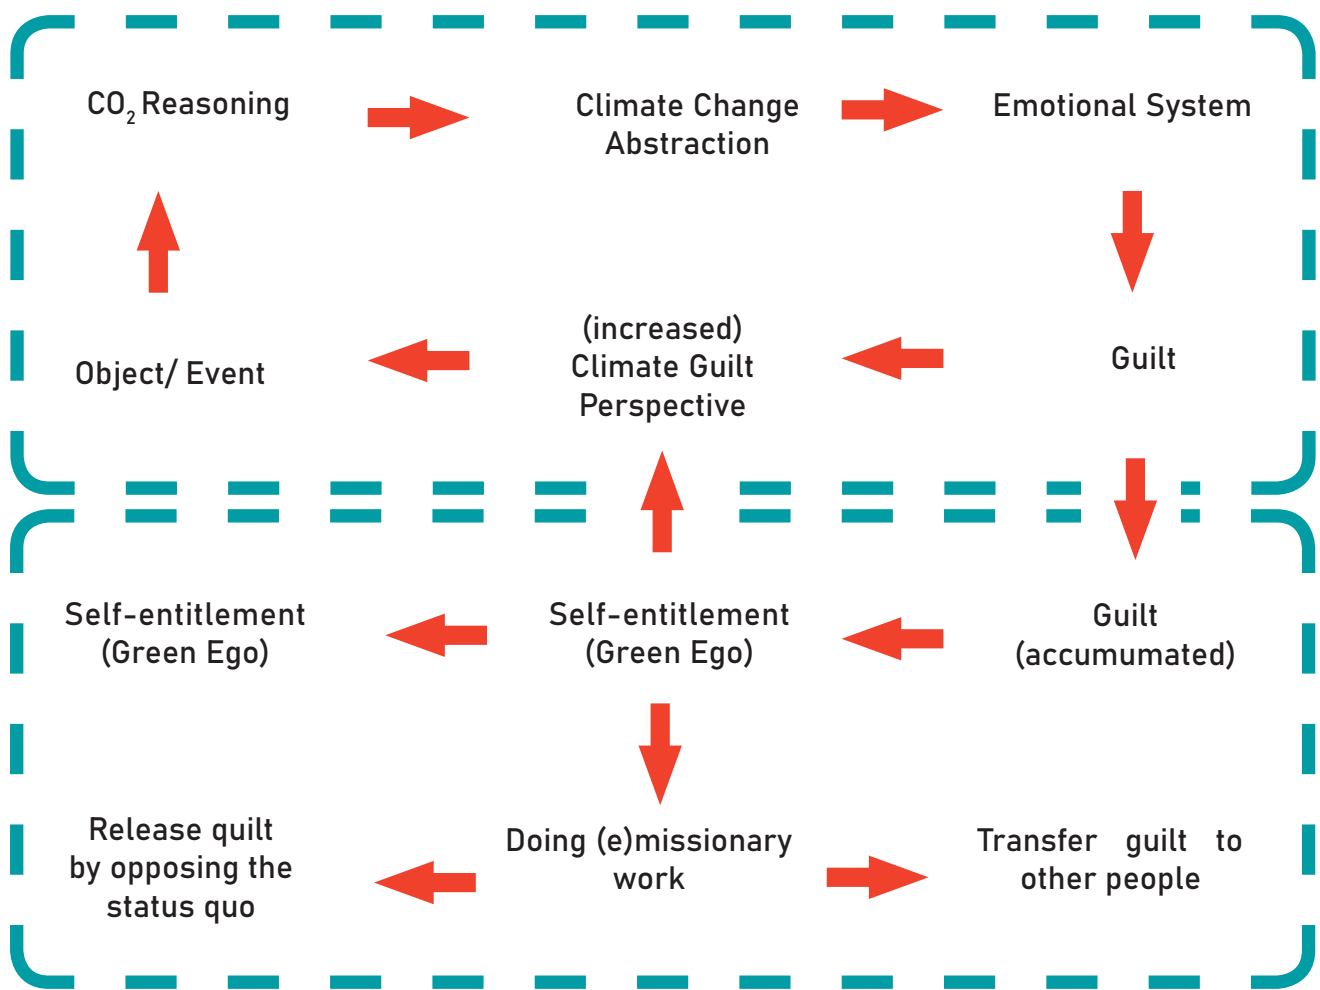 CO₂ Reasoning
Climate Change
Abstraction
Emotional System
Object/ Event
(increased)
Climate Guilt
Perspective
Guilt
Self-entitlement
(Green Ego)
Self-entitlement
(Green Ego)
Guilt
(accumumated)
Release quilt
by opposing the
status quo
Doing (e)missionary
work
Transfer guilt to
other people